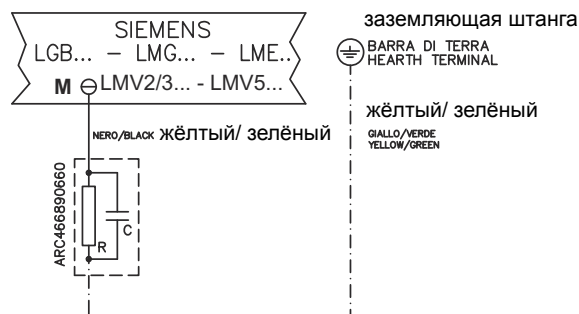 SIEMENS
LGB... – LMG... – LME...
M LMV2/3... - LMV5...
заземляющая штанга
BARRA DI TERRA
HEARTH TERMINAL
NERO/BLACK жёлтый/ зелёный
жёлтый/ зелёный
GIALLO/VERDE
YELLOW/GREEN
ARC466890660
C
R